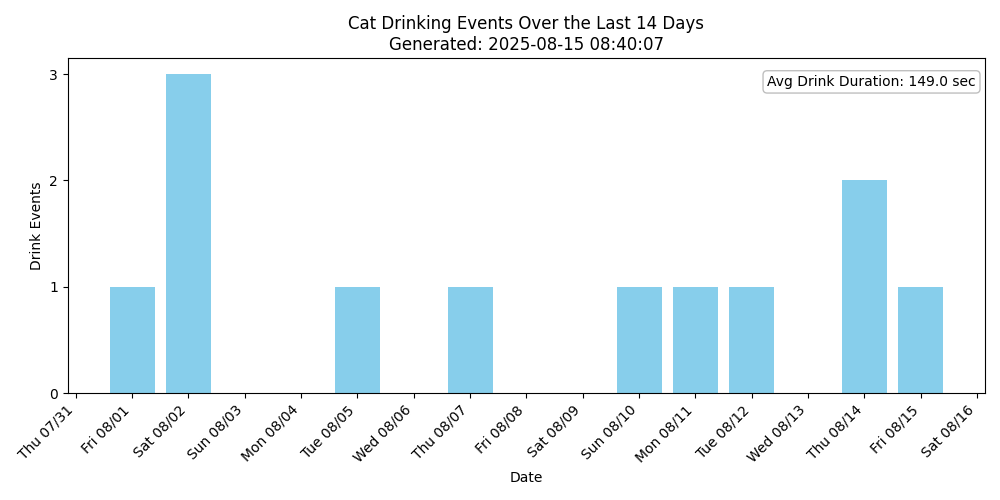 Cat Drinking Events Over the Last 14 Days
Generated: 2025-08-15 08:40:07
Avg Drink Duration: 149.0 sec
Drink Events
3
2
1
0
Thu 07/31
Fri 08/01
Sat 08/02
Sun 08/03
Mon 08/04
Tue 08/05
Wed 08/06
Thu 08/07
Fri 08/08
Sat 08/09
Sun 08/10
Mon 08/11
Tue 08/12
Wed 08/13
Thu 08/14
Fri 08/15
Sat 08/16
Date